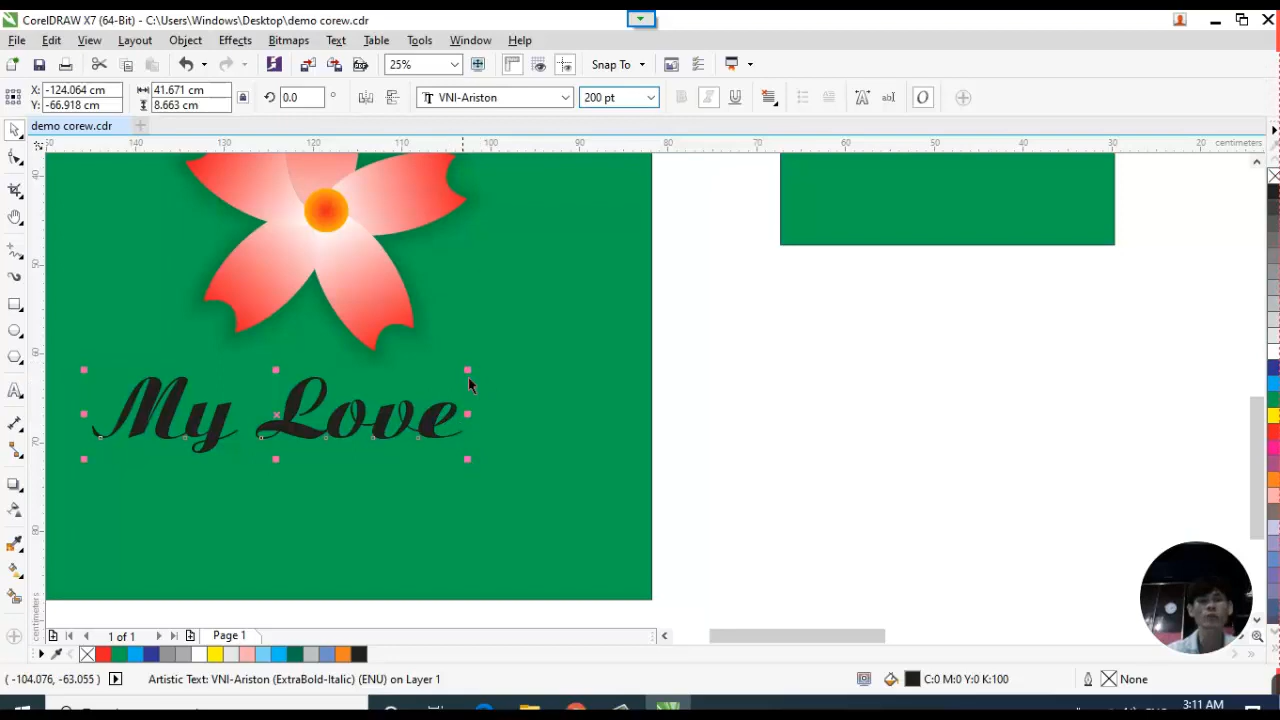 CorelDRAW X7 (64-Bit) - C:\Users\Windows\Desktop\demo corew.cdr
File Edit View Layout Object Effects Bitmaps Text Table Tools Window Help
25% Snap To
X: -124.064 cm 41.671 cm 0.0 ° VNI-Ariston 200 pt
Y: -66.918 cm 8.663 cm
demo corew.cdr
130 120 110 100 90 80 70 60 50 40 30 20 centimeters
My Love
1 of 1 Page 1
( -104.076, -63.055) Artistic Text: VNI-Ariston (ExtraBold-Italic) (ENU) on Layer 1 C:0 M:0 Y:0 K:100 None
3:11 AM